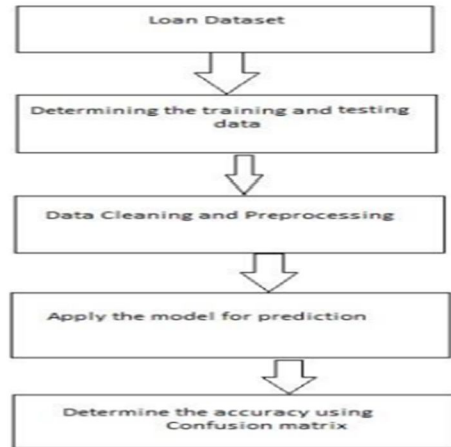 Loan Dataset
Determining the training and testing
data
Data Cleaning and Preprocessing
Apply the model for prediction
Determine the accuracy using
Confusion matrix